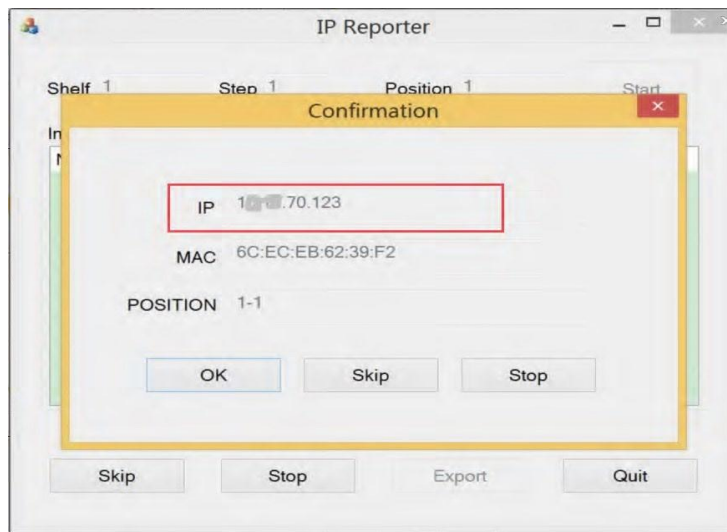 IP Reporter
Shelf 1 Step 1 Position 1 Start
Confirmation
IP .70.123
MAC 6C:EC:EB:62:39:F2
POSITION 1-1
OK Skip Stop
Skip Stop Export Quit